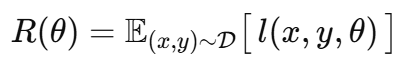 R(θ) = 𝔼_{(x,y)∼𝒟}[ l(x, y, θ) ]